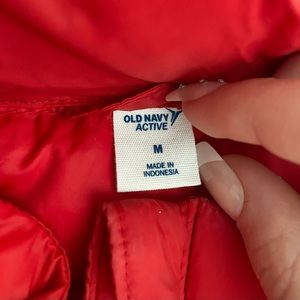 OLD NAVY
ACTIVE
M
MADE IN
INDONESIA